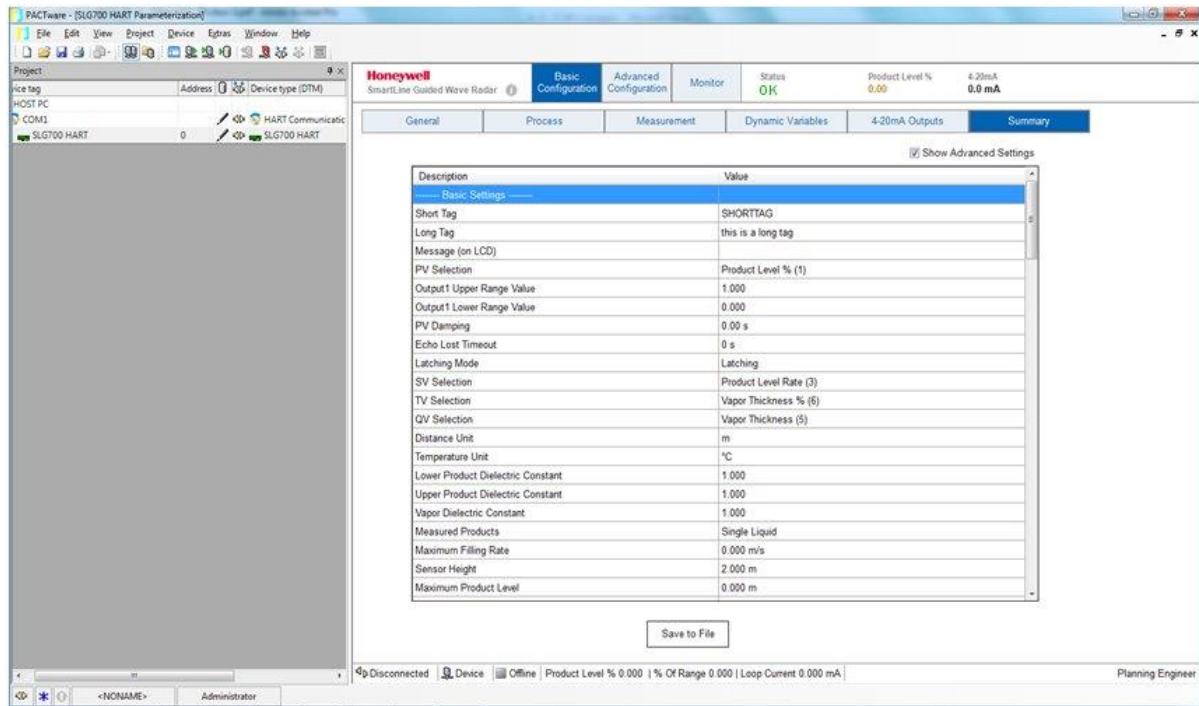 PACTware - [SLG700 HART Parameterization]
File Edit View Project Device Extras Window Help
Project
ice tag Address Device type (DTM)
HOST PC
COM1 HART Communicatic
SLG700 HART 0 SLG700 HART
Honeywell
SmartLine Guided Wave Radar
Basic Configuration
Advanced Configuration
Monitor
Status
OK
Product Level %
0.00
4-20mA
0.0 mA
General Process Measurement Dynamic Variables 4-20mA Outputs Summary
Show Advanced Settings
Description Value
------- Basic Settings -------
Short Tag SHORTTAG
Long Tag this is a long tag
Message (on LCD)
PV Selection Product Level % (1)
Output1 Upper Range Value 1.000
Output1 Lower Range Value 0.000
PV Damping 0.00 s
Echo Lost Timeout 0 s
Latching Mode Latching
SV Selection Product Level Rate (3)
TV Selection Vapor Thickness % (6)
QV Selection Vapor Thickness (5)
Distance Unit m
Temperature Unit °C
Lower Product Dielectric Constant 1.000
Upper Product Dielectric Constant 1.000
Vapor Dielectric Constant 1.000
Measured Products Single Liquid
Maximum Filling Rate 0.000 m/s
Sensor Height 2.000 m
Maximum Product Level 0.000 m
Save to File
Disconnected Device Offline Product Level % 0.000 | % Of Range 0.000 | Loop Current 0.000 mA Planning Engineer
<NONAME> Administrator